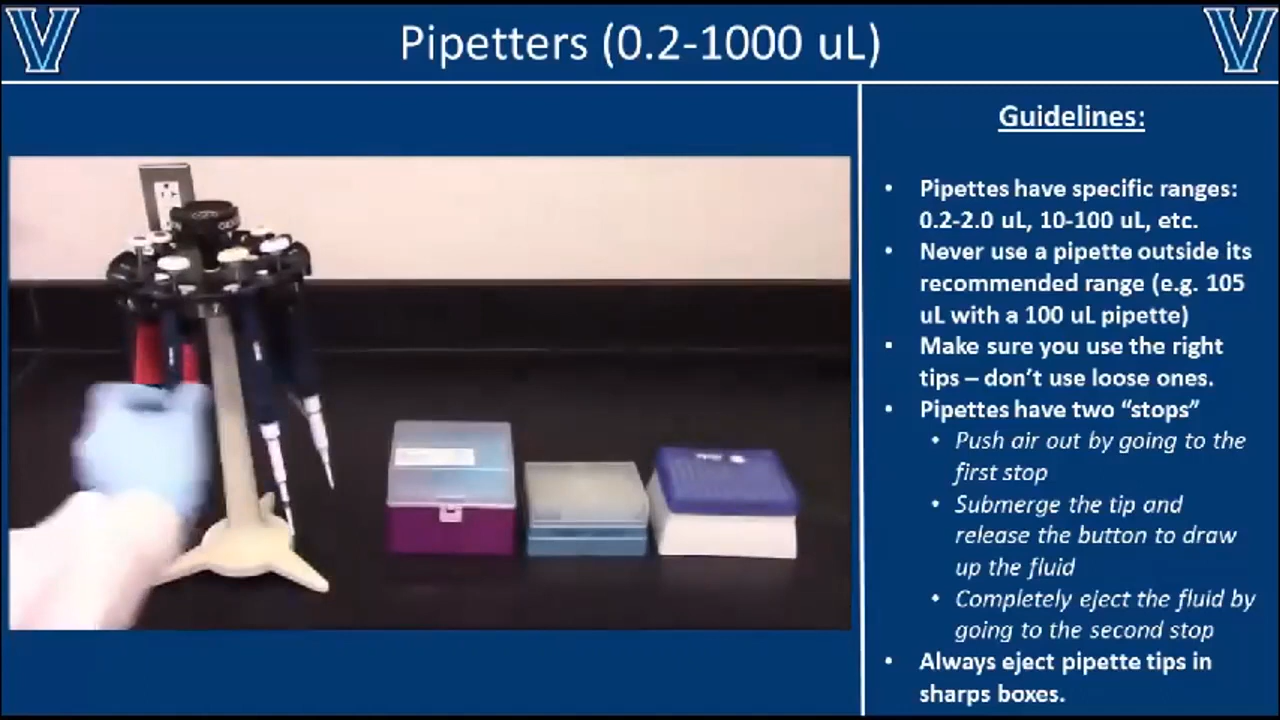 Pipetters (0.2-1000 uL)
Guidelines:
• Pipettes have specific ranges:
0.2-2.0 uL, 10-100 uL, etc.
• Never use a pipette outside its
recommended range (e.g. 105
uL with a 100 uL pipette)
• Make sure you use the right
tips – don’t use loose ones.
• Pipettes have two “stops”
• Push air out by going to the
first stop
• Submerge the tip and
release the button to draw
up the fluid
• Completely eject the fluid by
going to the second stop
• Always eject pipette tips in
sharps boxes.